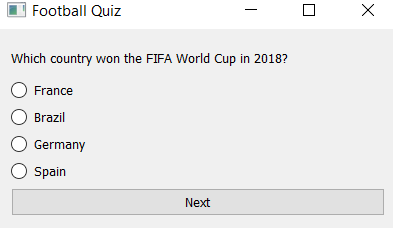 Football Quiz
Which country won the FIFA World Cup in 2018?
France
Brazil
Germany
Spain
Next